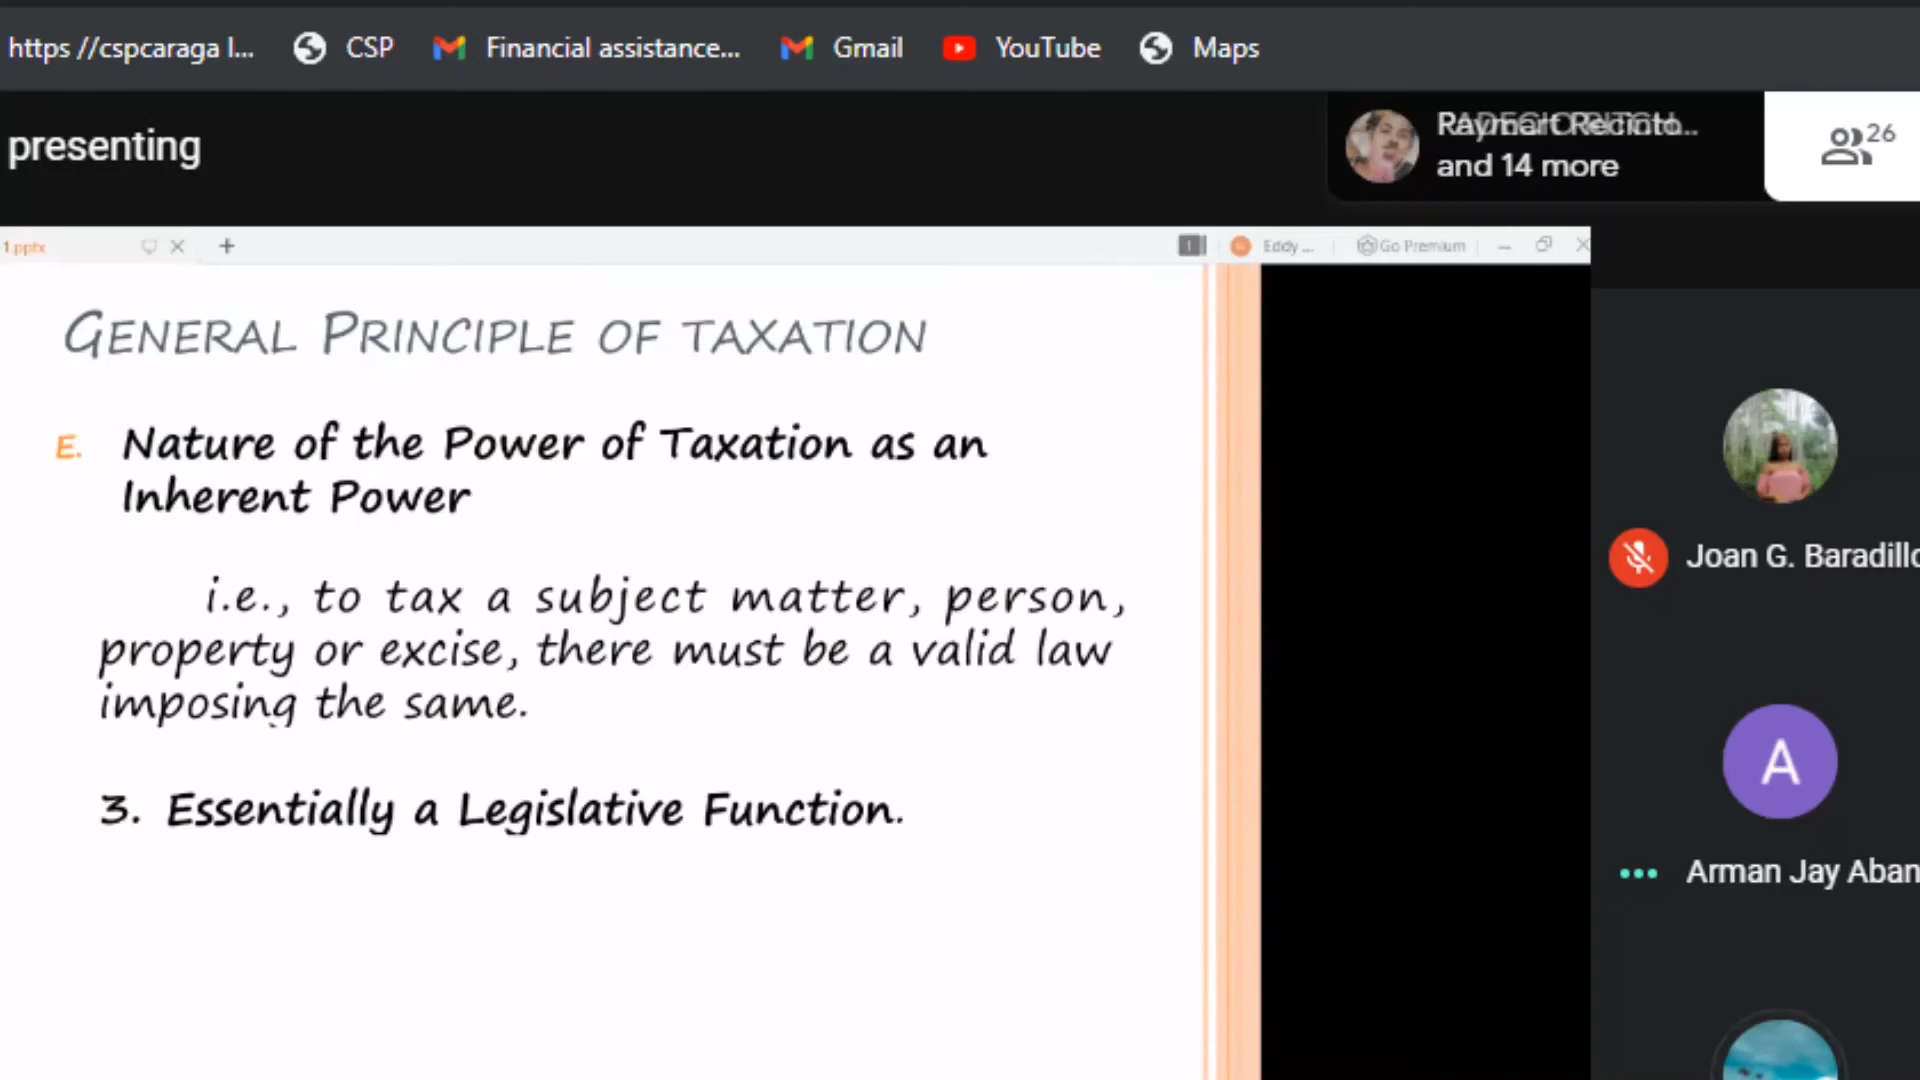 https //cspcaraga l... CSP Financial assistance... Gmail YouTube Maps
presenting
and 14 more
26
1.pptx
1 Eddy ... Go Premium
GENERAL PRINCIPLE OF TAXATION
E. Nature of the Power of Taxation as an
Inherent Power
i.e., to tax a subject matter, person,
property or excise, there must be a valid law
imposing the same.
3. Essentially a Legislative Function.
Joan G. Baradillo
A
Arman Jay Aban